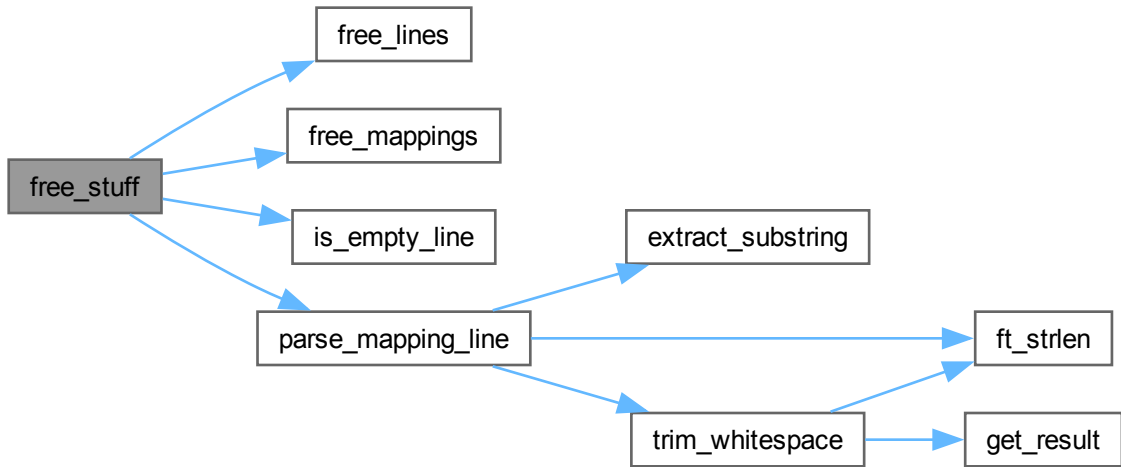 free_lines
free_mappings
free_stuff
is_empty_line
extract_substring
parse_mapping_line
ft_strlen
trim_whitespace
get_result